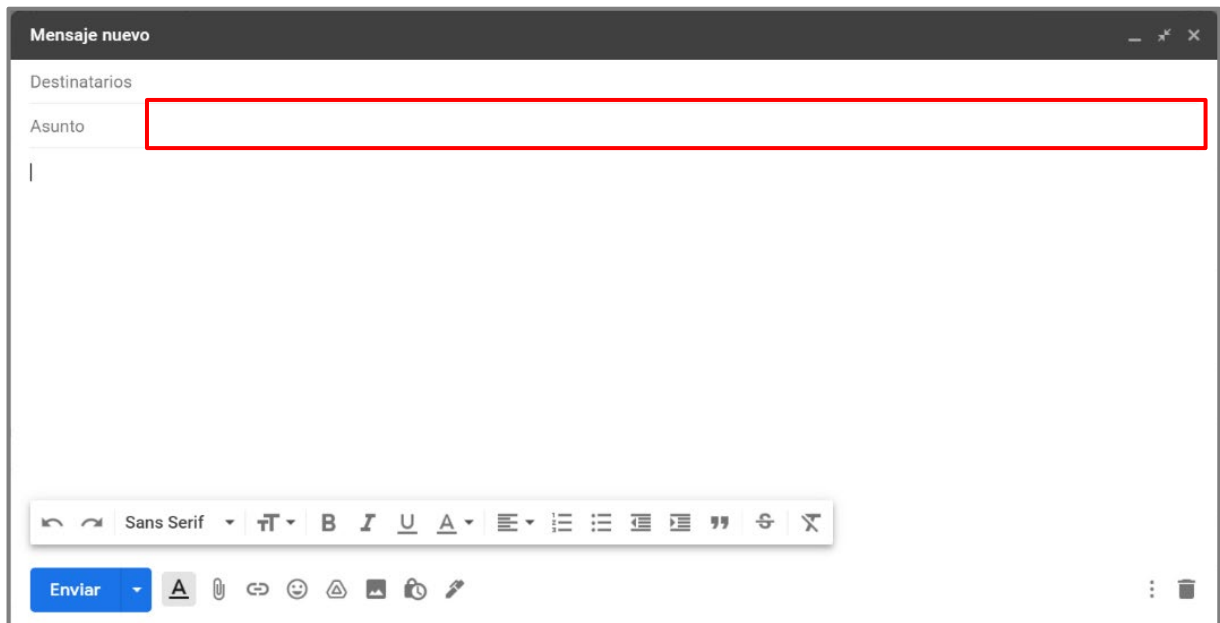 Mensaje nuevo
Destinatarios
Asunto
Sans Serif
Enviar